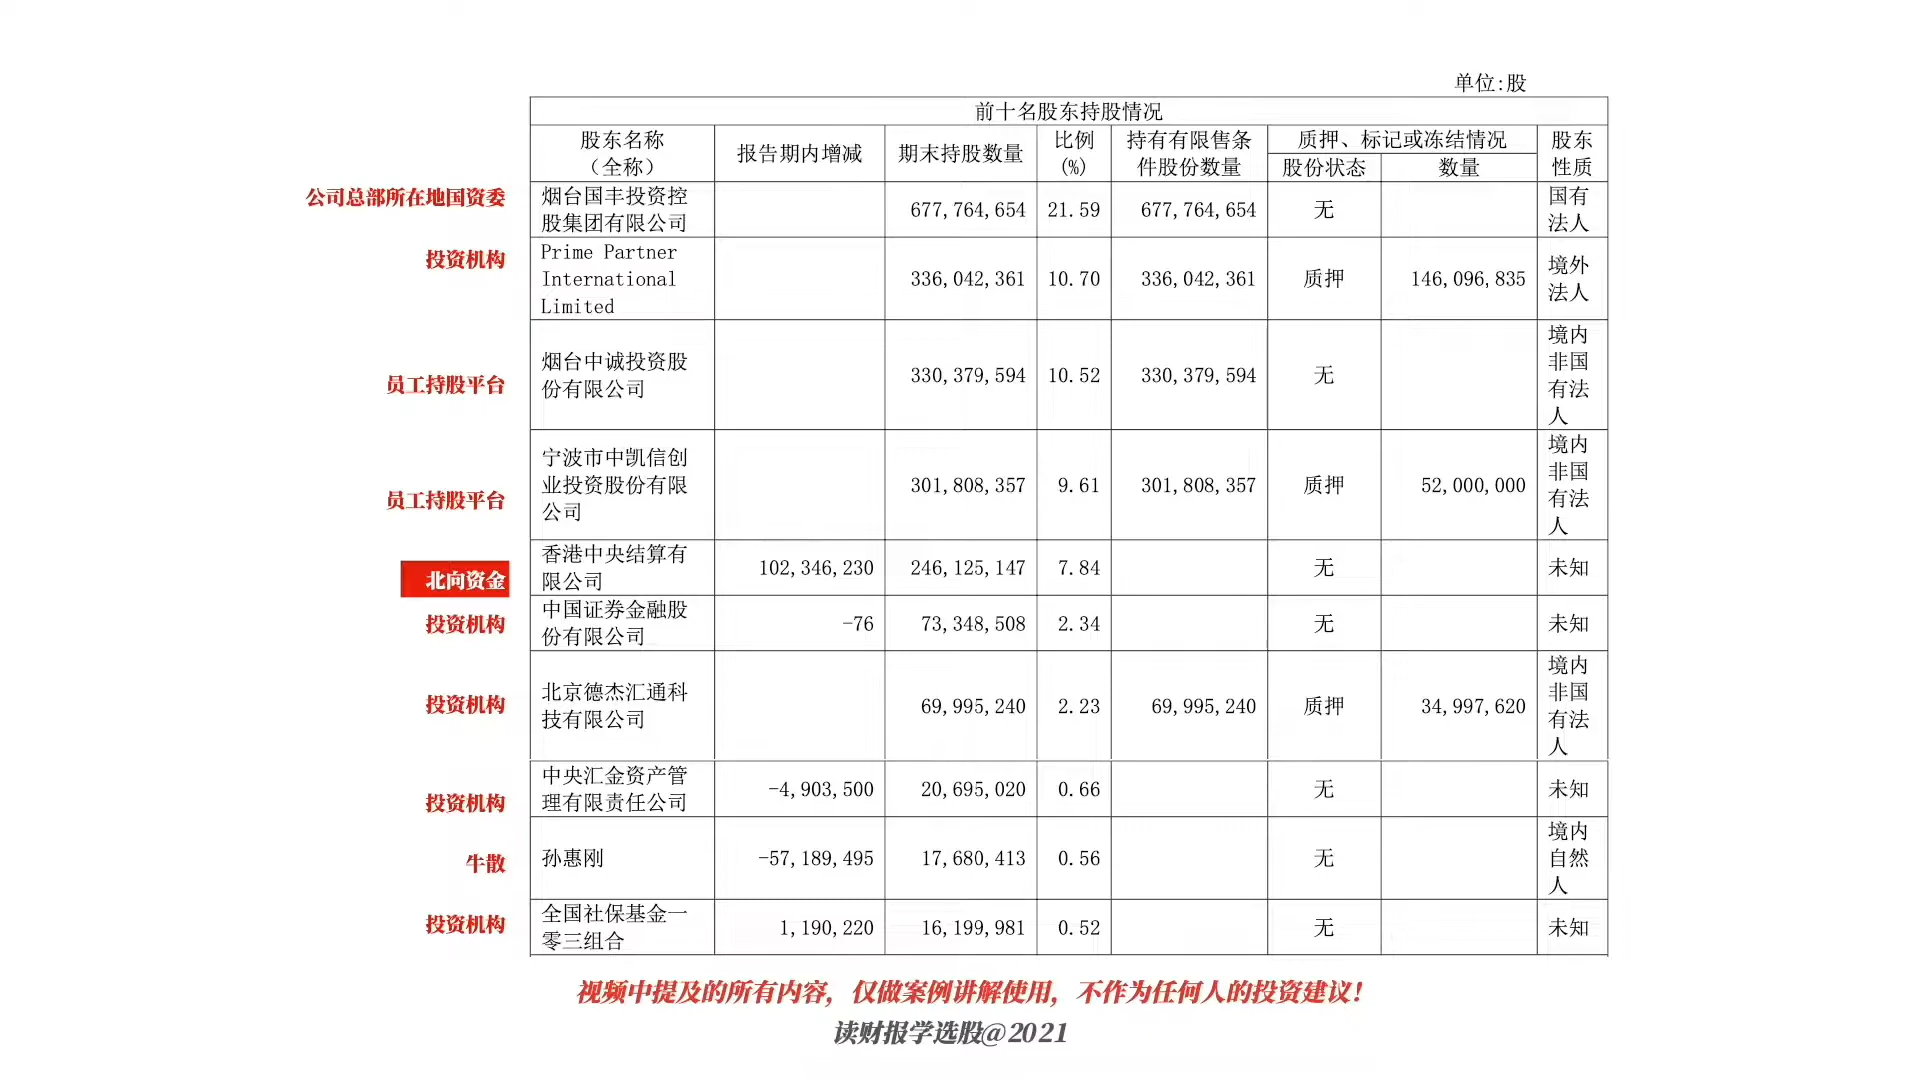 单位:股
前十名股东持股情况
股东名称
（全称）
报告期内增减
期末持股数量
比例
(%)
持有有限售条
件股份数量
质押、标记或冻结情况
股份状态
数量
股东
性质
公司总部所在地国资委
烟台国丰投资控
股集团有限公司
677,764,654
21.59
677,764,654
无
国有
法人
投资机构
Prime Partner
International
Limited
336,042,361
10.70
336,042,361
质押
146,096,835
境外
法人
员工持股平台
烟台中诚投资股
份有限公司
330,379,594
10.52
330,379,594
无
境内
非国
有法
人
员工持股平台
宁波市中凯信创
业投资股份有限
公司
301,808,357
9.61
301,808,357
质押
52,000,000
境内
非国
有法
人
北向资金
香港中央结算有
限公司
102,346,230
246,125,147
7.84
无
未知
投资机构
中国证券金融股
份有限公司
-76
73,348,508
2.34
无
未知
投资机构
北京德杰汇通科
技有限公司
69,995,240
2.23
69,995,240
质押
34,997,620
境内
非国
有法
人
投资机构
中央汇金资产管
理有限责任公司
-4,903,500
20,695,020
0.66
无
未知
牛散
孙惠刚
-57,189,495
17,680,413
0.56
无
境内
自然
人
投资机构
全国社保基金一
零三组合
1,190,220
16,199,981
0.52
无
未知
视频中提及的所有内容，仅做案例讲解使用，不作为任何人的投资建议！
读财报学选股@2021